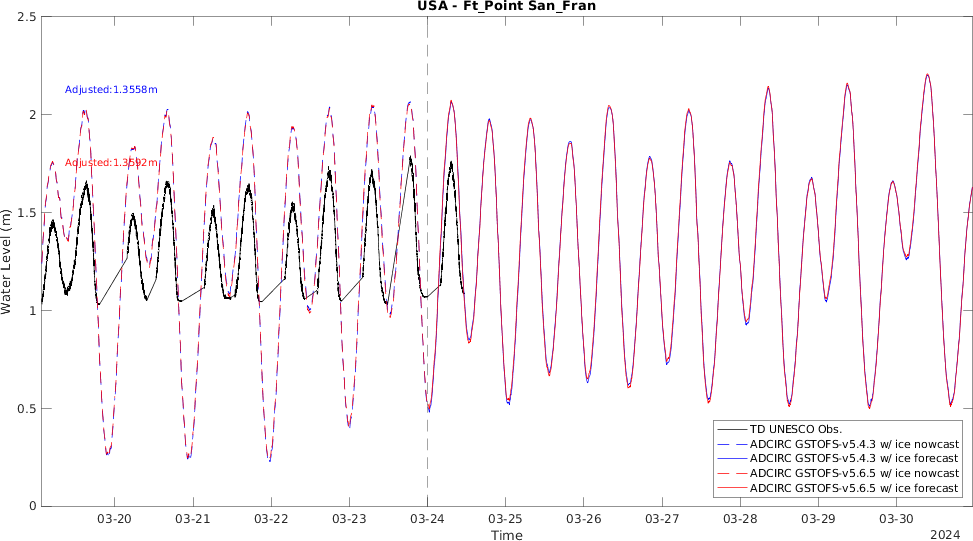 USA - Ft_Point San_Fran
2.5
Adjusted:1.3558m
2
Adjusted:1.3592m
1.5
Water Level (m)
1
0.5
TD UNESCO Obs.
ADCIRC GSTOFS-v5.4.3 w/ ice nowcast
ADCIRC GSTOFS-v5.4.3 w/ ice forecast
ADCIRC GSTOFS-v5.6.5 w/ ice nowcast
ADCIRC GSTOFS-v5.6.5 w/ ice forecast
0
03-20 03-21 03-22 03-23 03-24 03-25 03-26 03-27 03-28 03-29 03-30
Time
2024